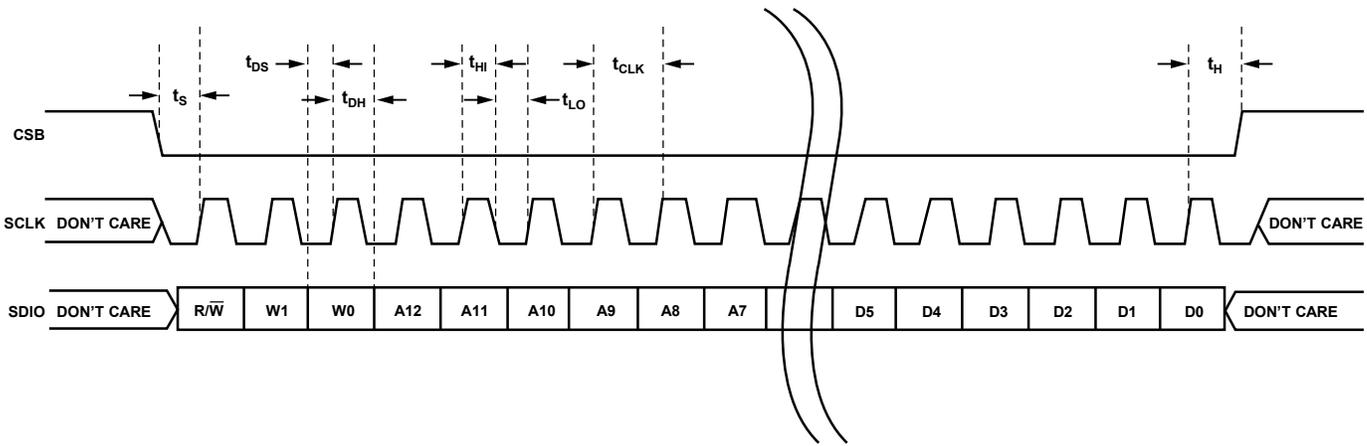 tDS
tHI
tCLK
tH
tS
tDH
tLO
CSB
SCLK DON'T CARE
DON'T CARE
SDIO DON'T CARE R/W̅ W1 W0 A12 A11 A10 A9 A8 A7 D5 D4 D3 D2 D1 D0 DON'T CARE